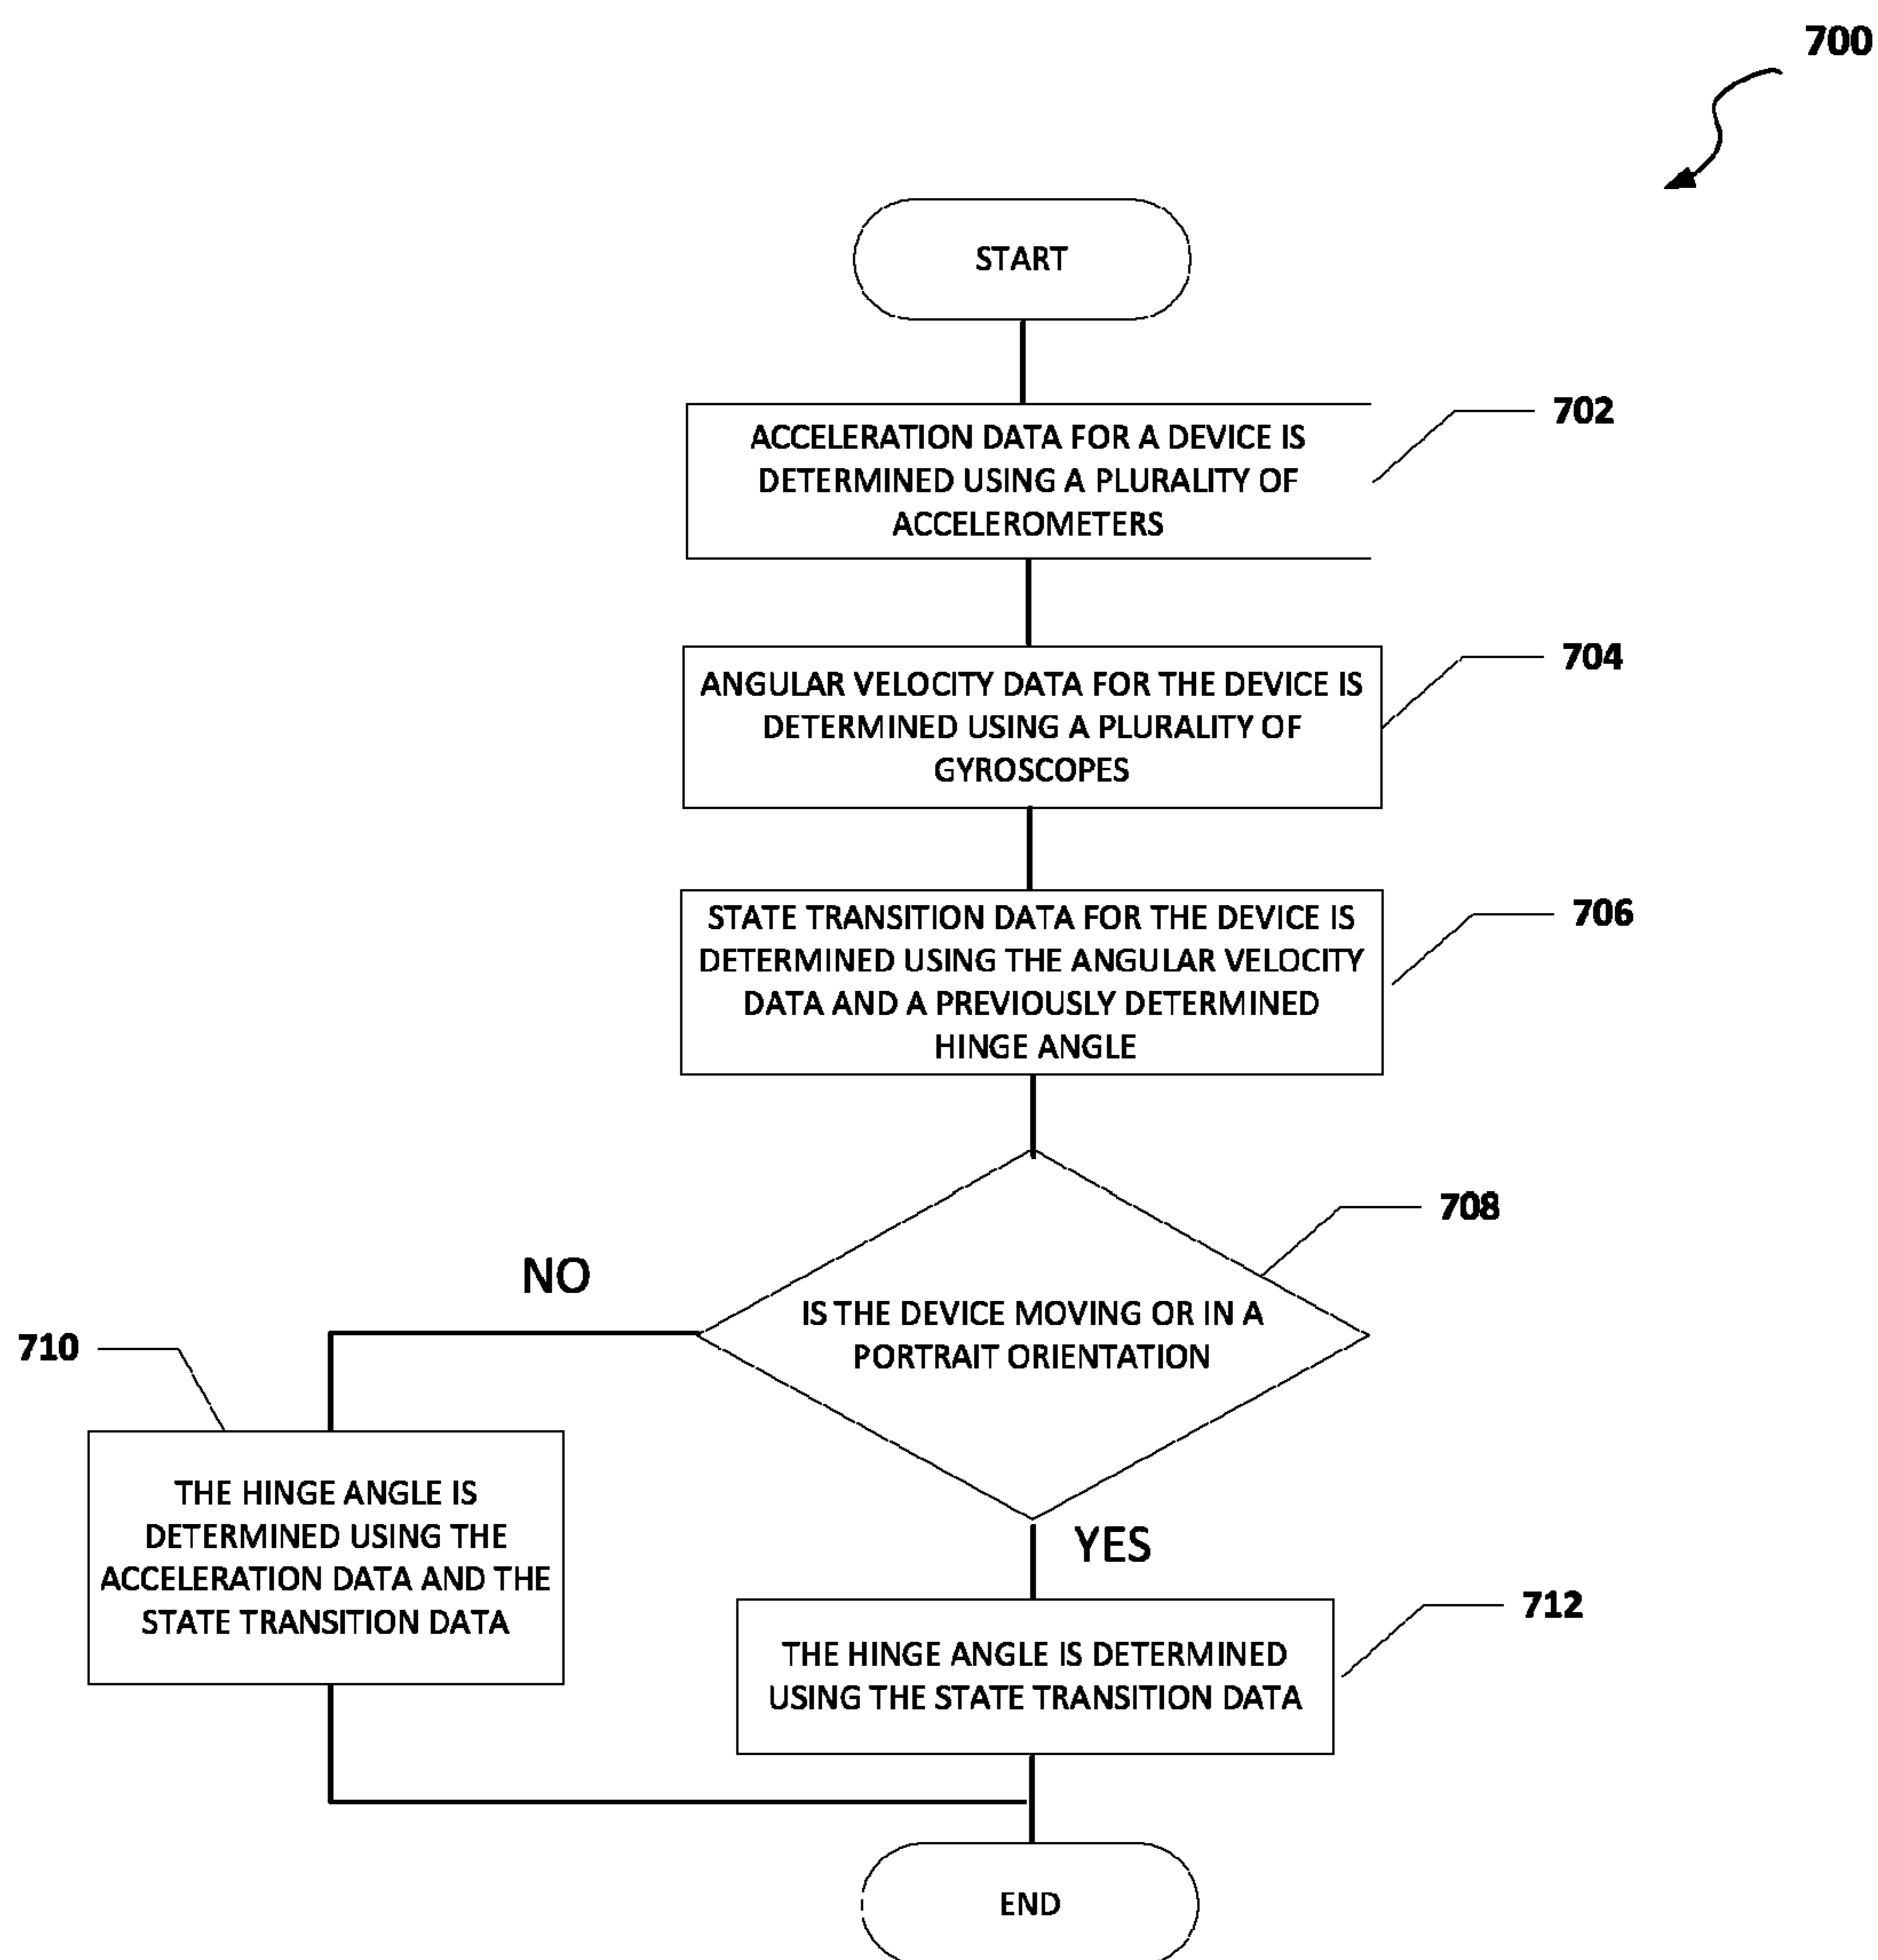 700
START
ACCELERATION DATA FOR A DEVICE IS
DETERMINED USING A PLURALITY OF
ACCELEROMETERS
702
ANGULAR VELOCITY DATA FOR THE DEVICE IS
DETERMINED USING A PLURALITY OF
GYROSCOPES
704
STATE TRANSITION DATA FOR THE DEVICE IS
DETERMINED USING THE ANGULAR VELOCITY
DATA AND A PREVIOUSLY DETERMINED
HINGE ANGLE
706
IS THE DEVICE MOVING OR IN A
PORTRAIT ORIENTATION
708
NO
710
THE HINGE ANGLE IS
DETERMINED USING THE
ACCELERATION DATA AND THE
STATE TRANSITION DATA
YES
THE HINGE ANGLE IS DETERMINED
USING THE STATE TRANSITION DATA
712
END